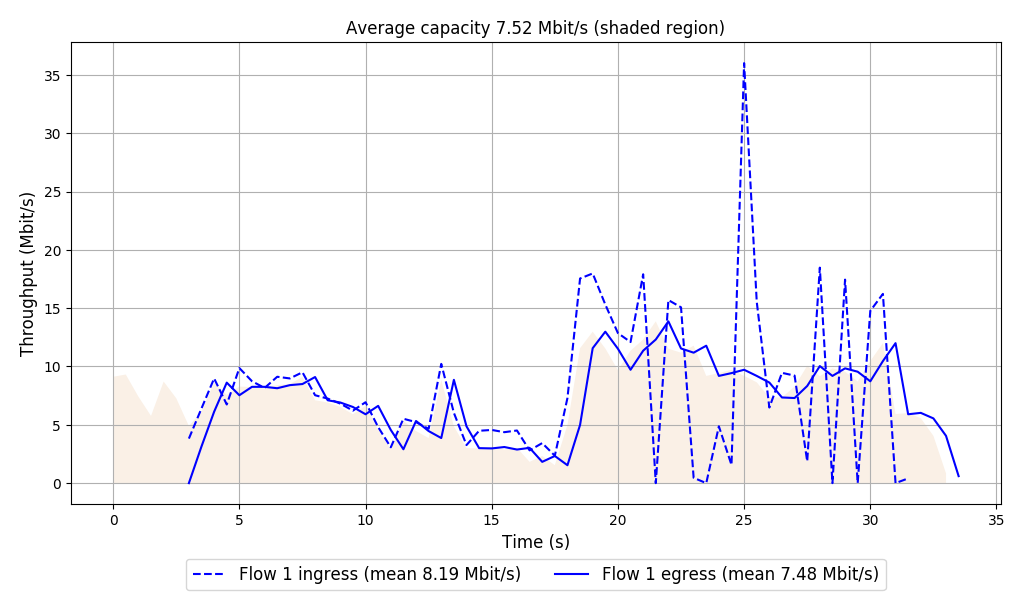 Average capacity 7.52 Mbit/s (shaded region)
Throughput (Mbit/s)
35
30
25
20
15
10
5
0
0 5 10 15 20 25 30 35
Time (s)
Flow 1 ingress (mean 8.19 Mbit/s) Flow 1 egress (mean 7.48 Mbit/s)